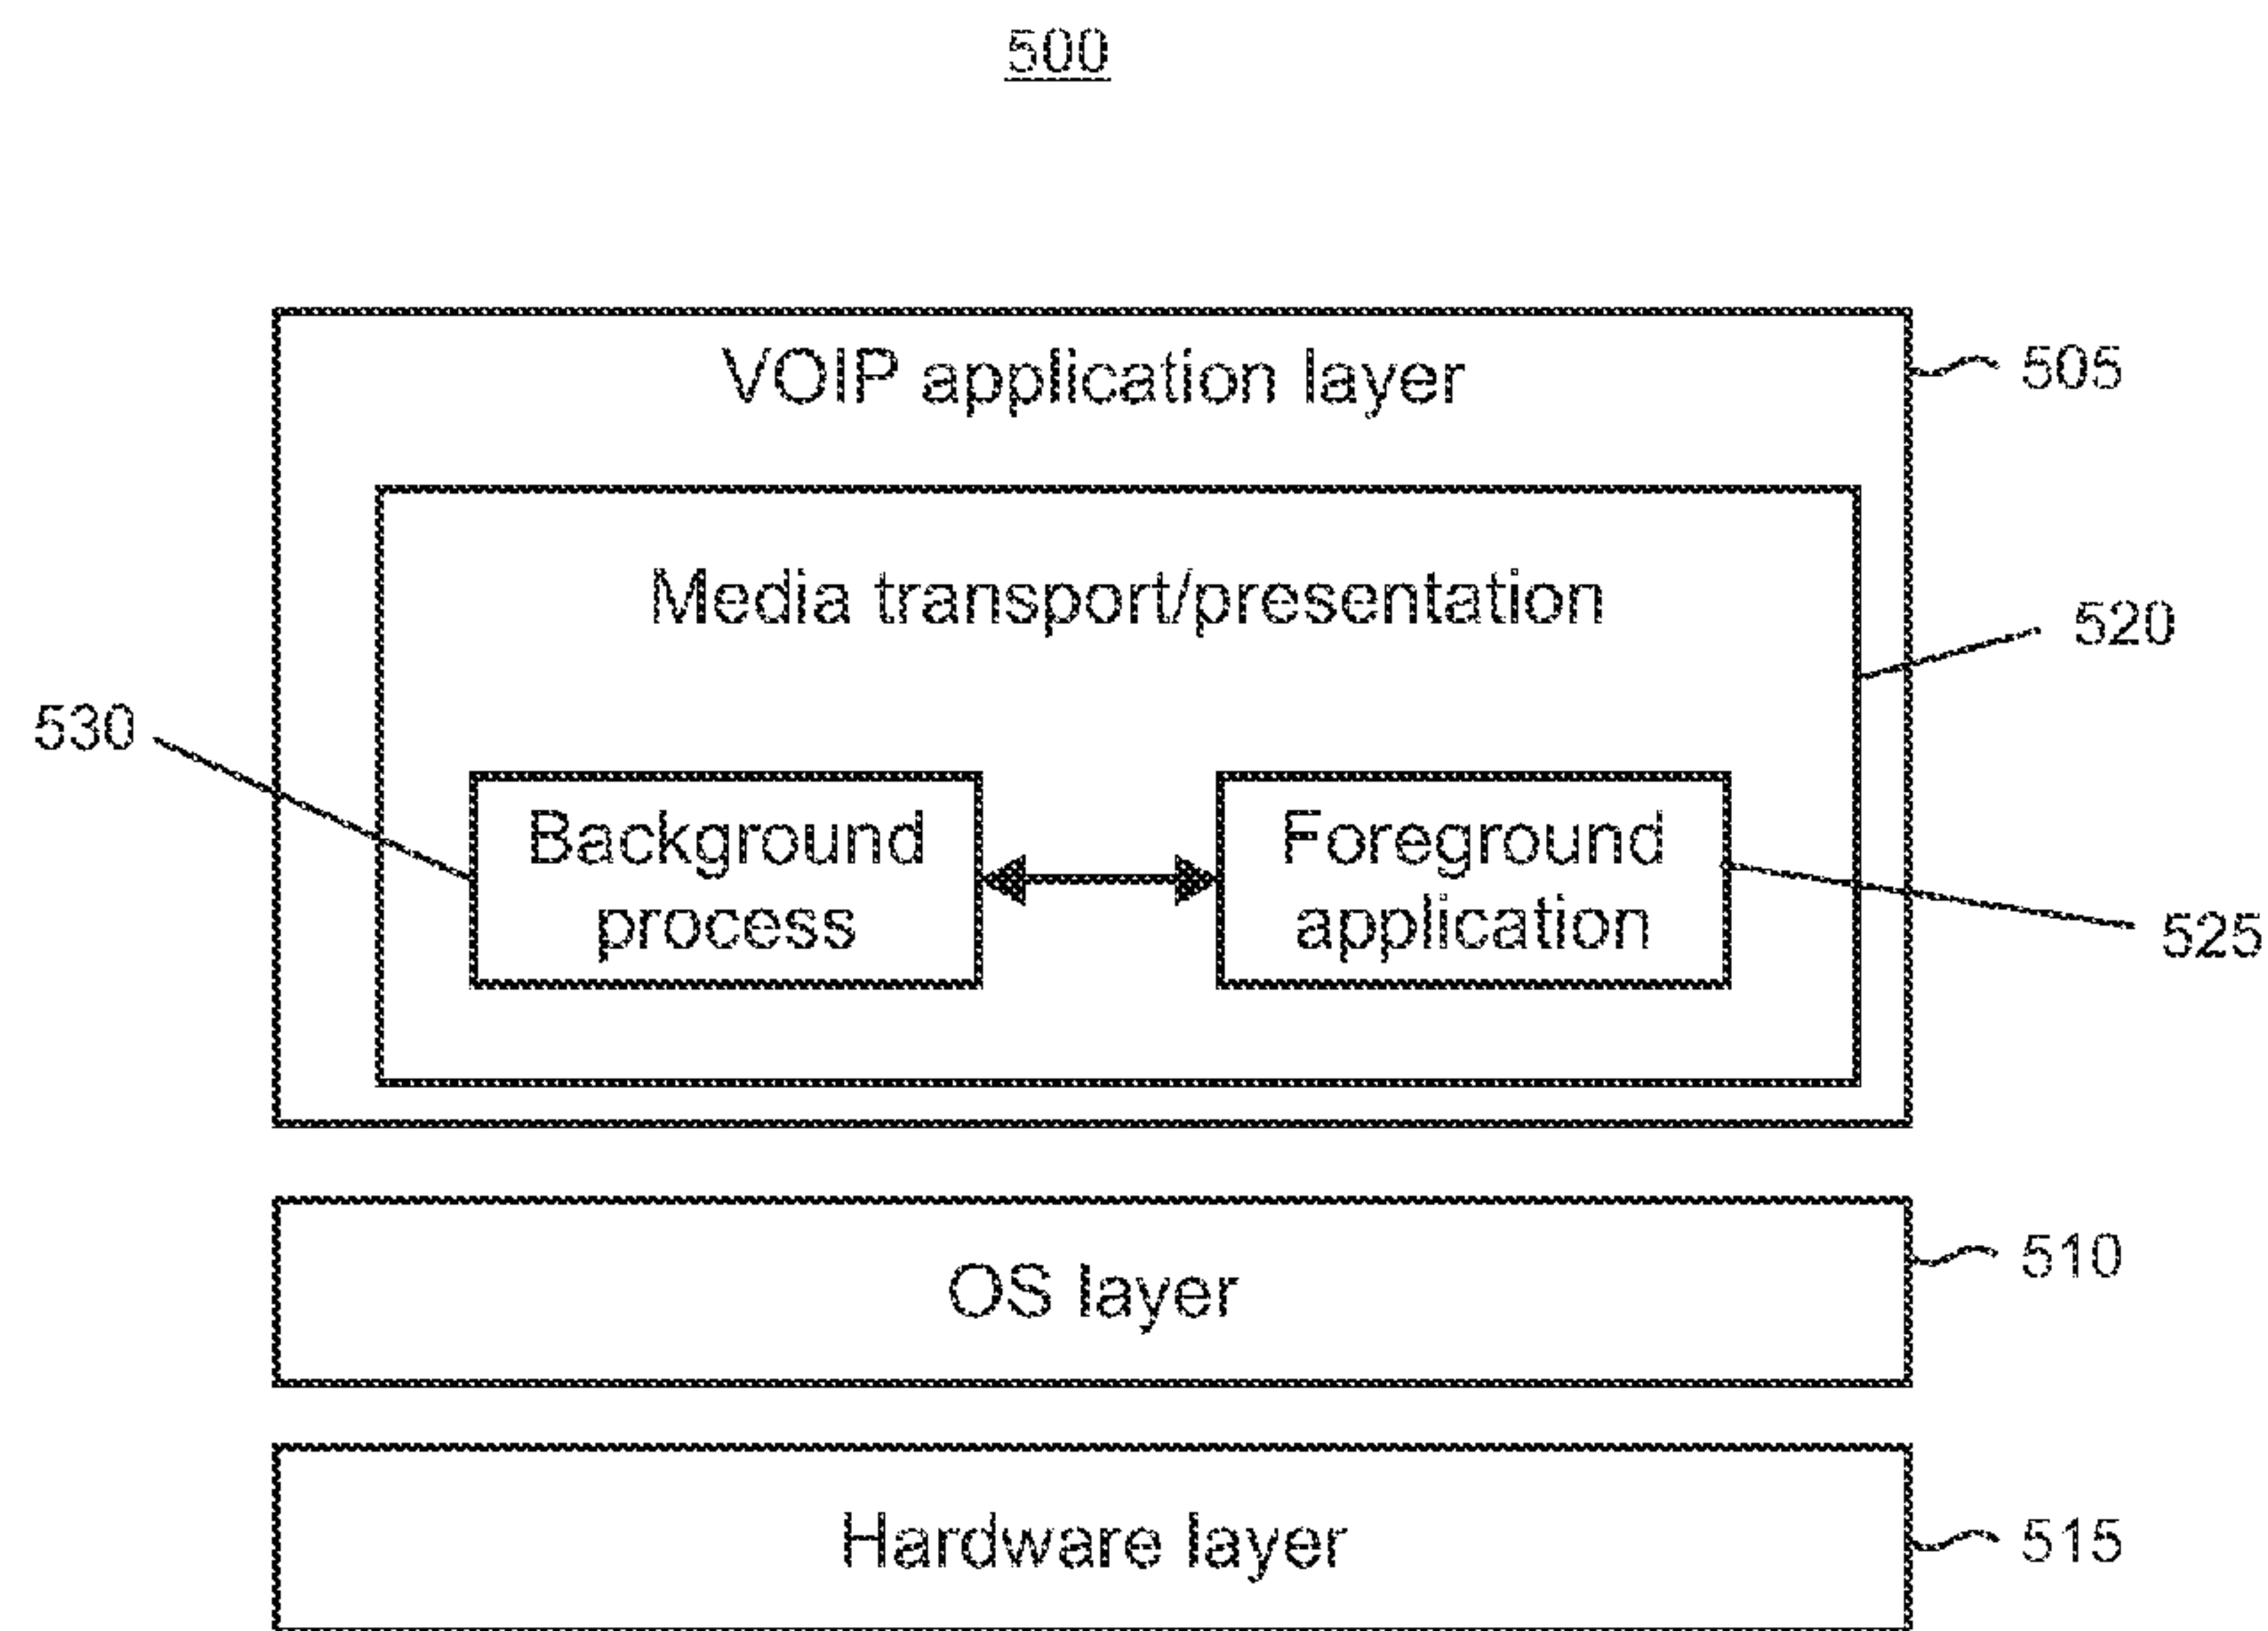 500
VOIP application layer
505
Media transport/presentation
520
530
Background
process
Foreground
application
525
OS layer
510
Hardware layer
515